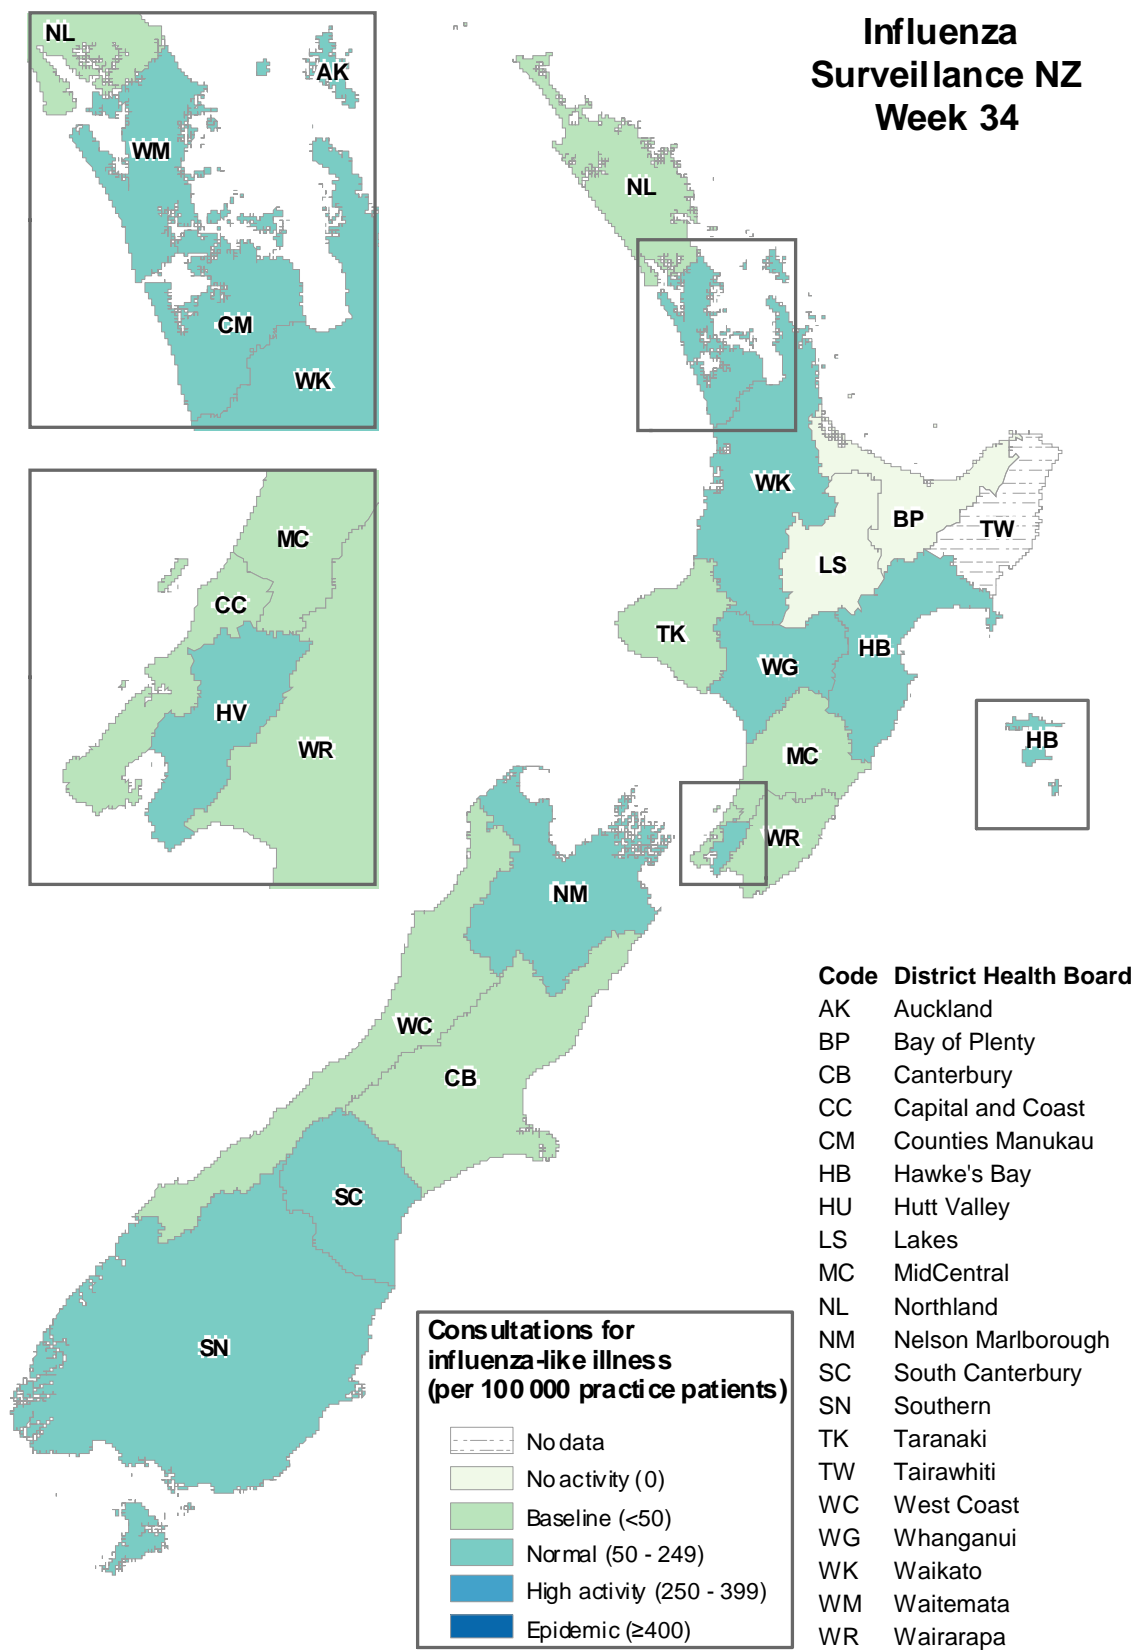 Influenza
Surveillance NZ
Week 34
NL
AK
WM
CM
WK
NL
MC
CC
HV
WR
WK
BP
TW
LS
TK
HB
WG
MC
HB
WR
NM
WC
CB
SC
SN
Code District Health Board
AK Auckland
BP Bay of Plenty
CB Canterbury
CC Capital and Coast
CM Counties Manukau
HB Hawke's Bay
HU Hutt Valley
LS Lakes
MC MidCentral
NL Northland
NM Nelson Marlborough
SC South Canterbury
SN Southern
TK Taranaki
TW Tairawhiti
WC West Coast
WG Whanganui
WK Waikato
WM Waitemata
WR Wairarapa
Consultations for
influenza-like illness
(per 100 000 practice patients)
No data
No activity (0)
Baseline (<50)
Normal (50 - 249)
High activity (250 - 399)
Epidemic (≥400)